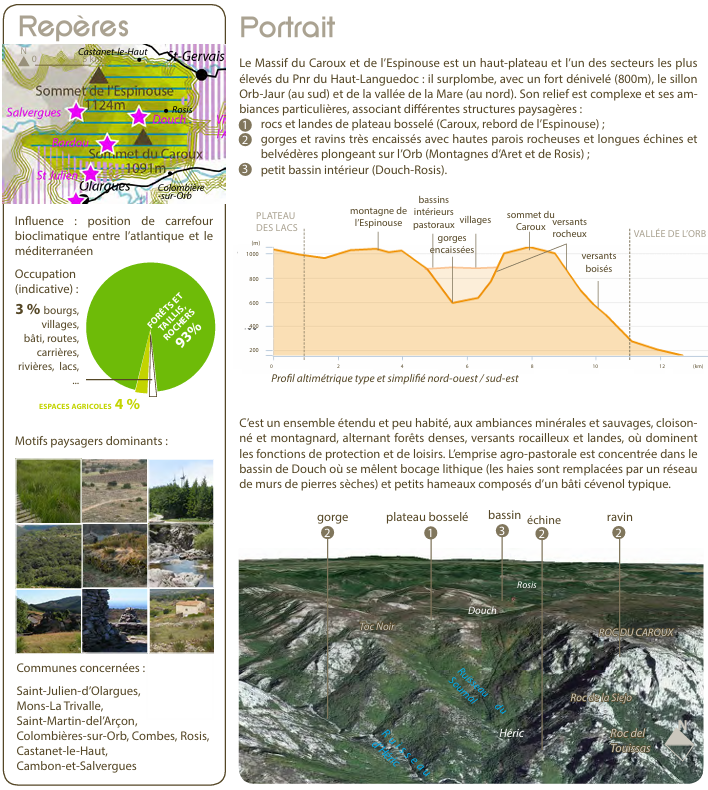 Repères
N
0
5 km
Castanet-le-Haut
St-Gervais
Sommet de l'Espinouse
1124m
Salvergues
Rosis
Douch
Bardou
Sommet du Caroux
1091m
St Julien
Olargues
Colombière
-sur-Orb
Influence : position de carrefour
bioclimatique entre l'atlantique et le
méditerranéen
Occupation
(indicative) :
3 % bourgs,
villages,
bâti, routes,
carrières,
rivières, lacs,
...
FORÊTS ET
TAILLIS,
ROCHERS
93%
ESPACES AGRICOLES 4 %
Motifs paysagers dominants :
Communes concernées :
Saint-Julien-d'Olargues,
Mons-La Trivalle,
Saint-Martin-del'Arçon,
Colombières-sur-Orb, Combes, Rosis,
Castanet-le-Haut,
Cambon-et-Salvergues
Portrait
Le Massif du Caroux et de l'Espinouse est un haut-plateau et l'un des secteurs les plus
élevés du Pnr du Haut-Languedoc : il surplombe, avec un fort dénivelé (800m), le sillon
Orb-Jaur (au sud) et de la vallée de la Mare (au nord). Son relief est complexe et ses am-
biances particulières, associant différentes structures paysagères :
1 rocs et landes de plateau bosselé (Caroux, rebord de l'Espinouse) ;
2 gorges et ravins très encaissés avec hautes parois rocheuses et longues échines et
belvédères plongeant sur l'Orb (Montagnes d'Aret et de Rosis) ;
3 petit bassin intérieur (Douch-Rosis).
PLATEAU
DES LACS
montagne de
l'Espinouse
bassins
intérieurs
pastoraux
gorges
encaissées
villages
sommet du
Caroux
versants
rocheux
versants
boisés
VALLÉE DE L'ORB
(m)
1000
800
600
400
200
0 2 4 6 8 10 12 (km)
Profil altimétrique type et simplifié nord-ouest / sud-est
C'est un ensemble étendu et peu habité, aux ambiances minérales et sauvages, cloison-
né et montagnard, alternant forêts denses, versants rocailleux et landes, où dominent
les fonctions de protection et de loisirs. L'emprise agro-pastorale est concentrée dans le
bassin de Douch où se mêlent bocage lithique (les haies sont remplacées par un réseau
de murs de pierres sèches) et petits hameaux composés d'un bâti cévenol typique.
gorge
2
plateau bosselé
1
bassin
3
échine
2
ravin
2
Rosis
Douch
Toc Noir
ROC DU CAROUX
Ruisseau du
Roc de la Siejo
Héric
Roc del
Ruisseau
N